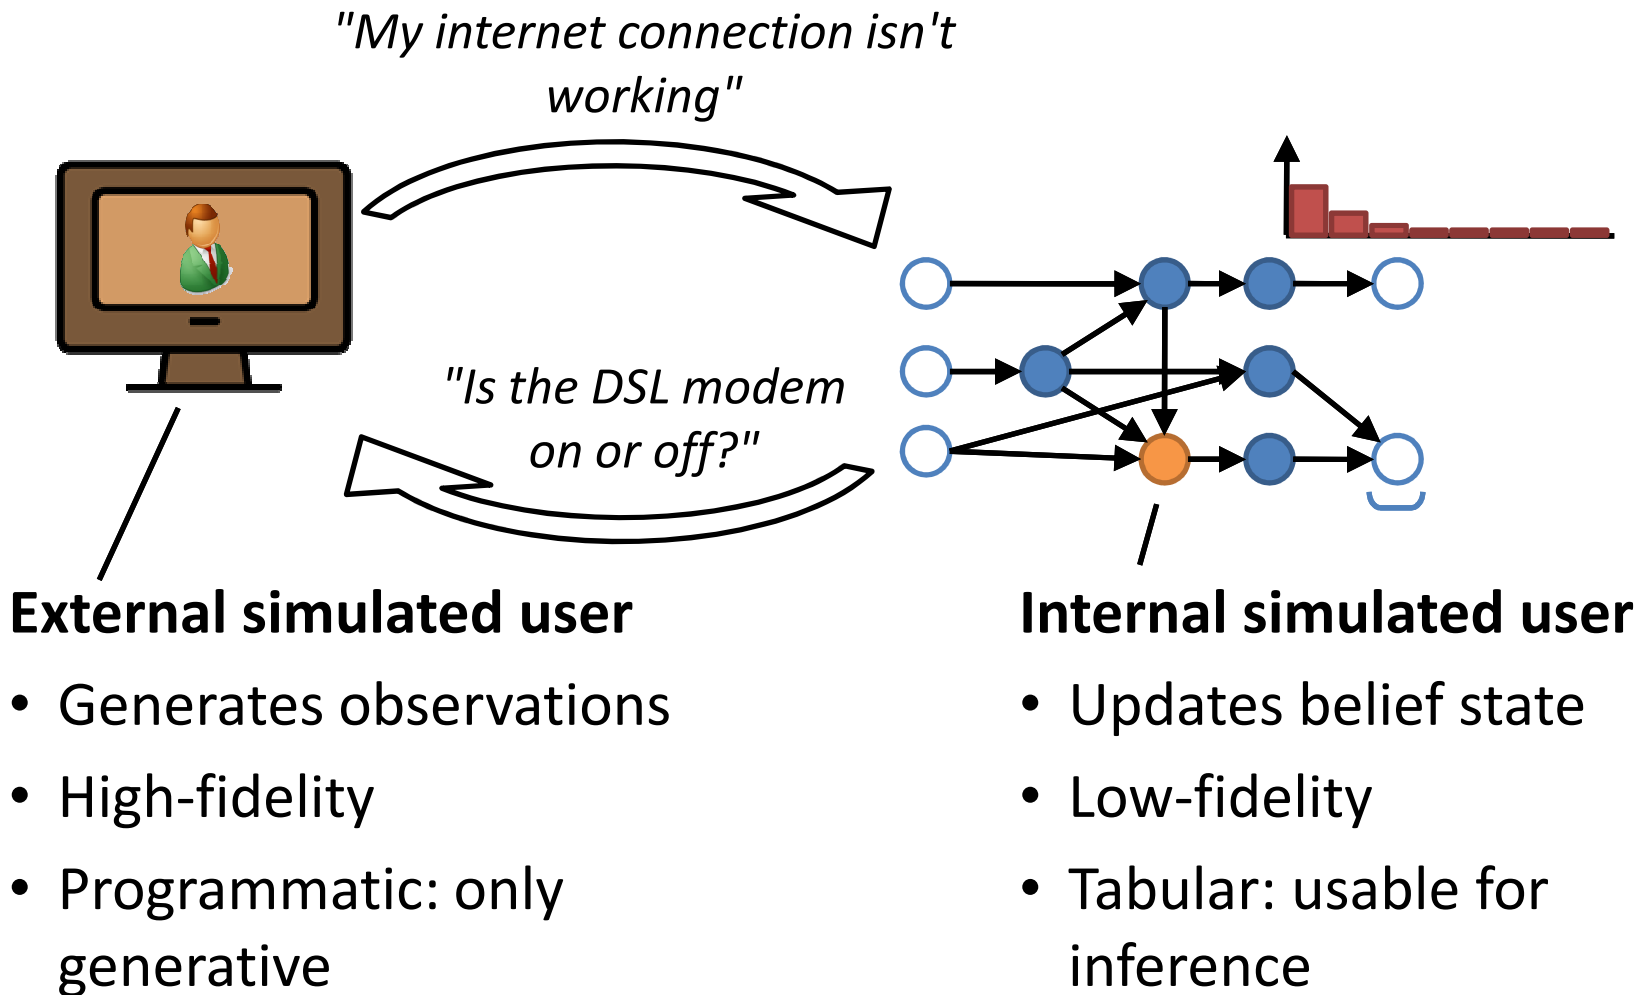 "My internet connection isn't
working"
"Is the DSL modem
on or off?"
External simulated user
• Generates observations
• High-fidelity
• Programmatic: only
generative
Internal simulated user
• Updates belief state
• Low-fidelity
• Tabular: usable for
inference